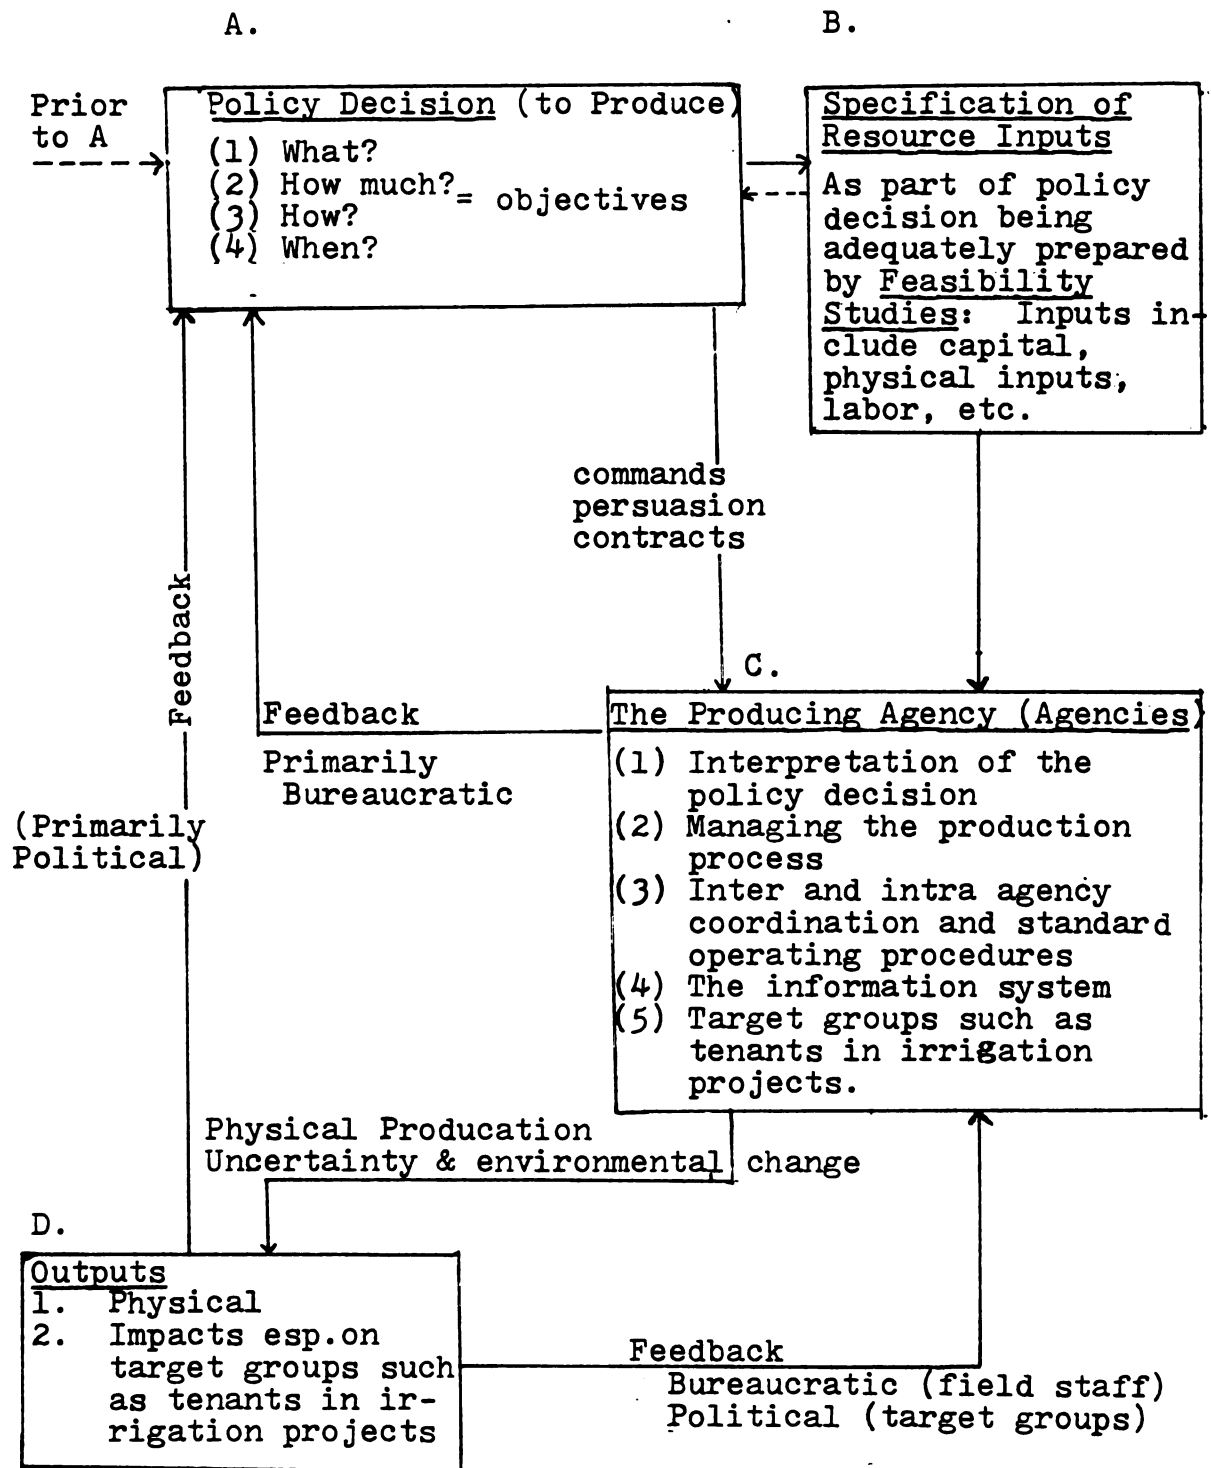 A.
B.
Prior
to A
Policy Decision (to Produce)
(1) What?
(2) How much?
(3) How?
(4) When?
= objectives
Specification of
Resource Inputs
As part of policy
decision being
adequately prepared
by Feasibility
Studies: Inputs in-
clude capital,
physical inputs,
labor, etc.
commands
persuasion
contracts
Feedback
(Primarily
Political)
Feedback
Primarily
Bureaucratic
C.
The Producing Agency (Agencies)
(1) Interpretation of the
policy decision
(2) Managing the production
process
(3) Inter and intra agency
coordination and standard
operating procedures
(4) The information system
(5) Target groups such as
tenants in irrigation
projects.
Physical Producation
Uncertainty & environmental change
D.
Outputs
1. Physical
2. Impacts esp.on
target groups such
as tenants in ir-
rigation projects
Feedback
Bureaucratic (field staff)
Political (target groups)